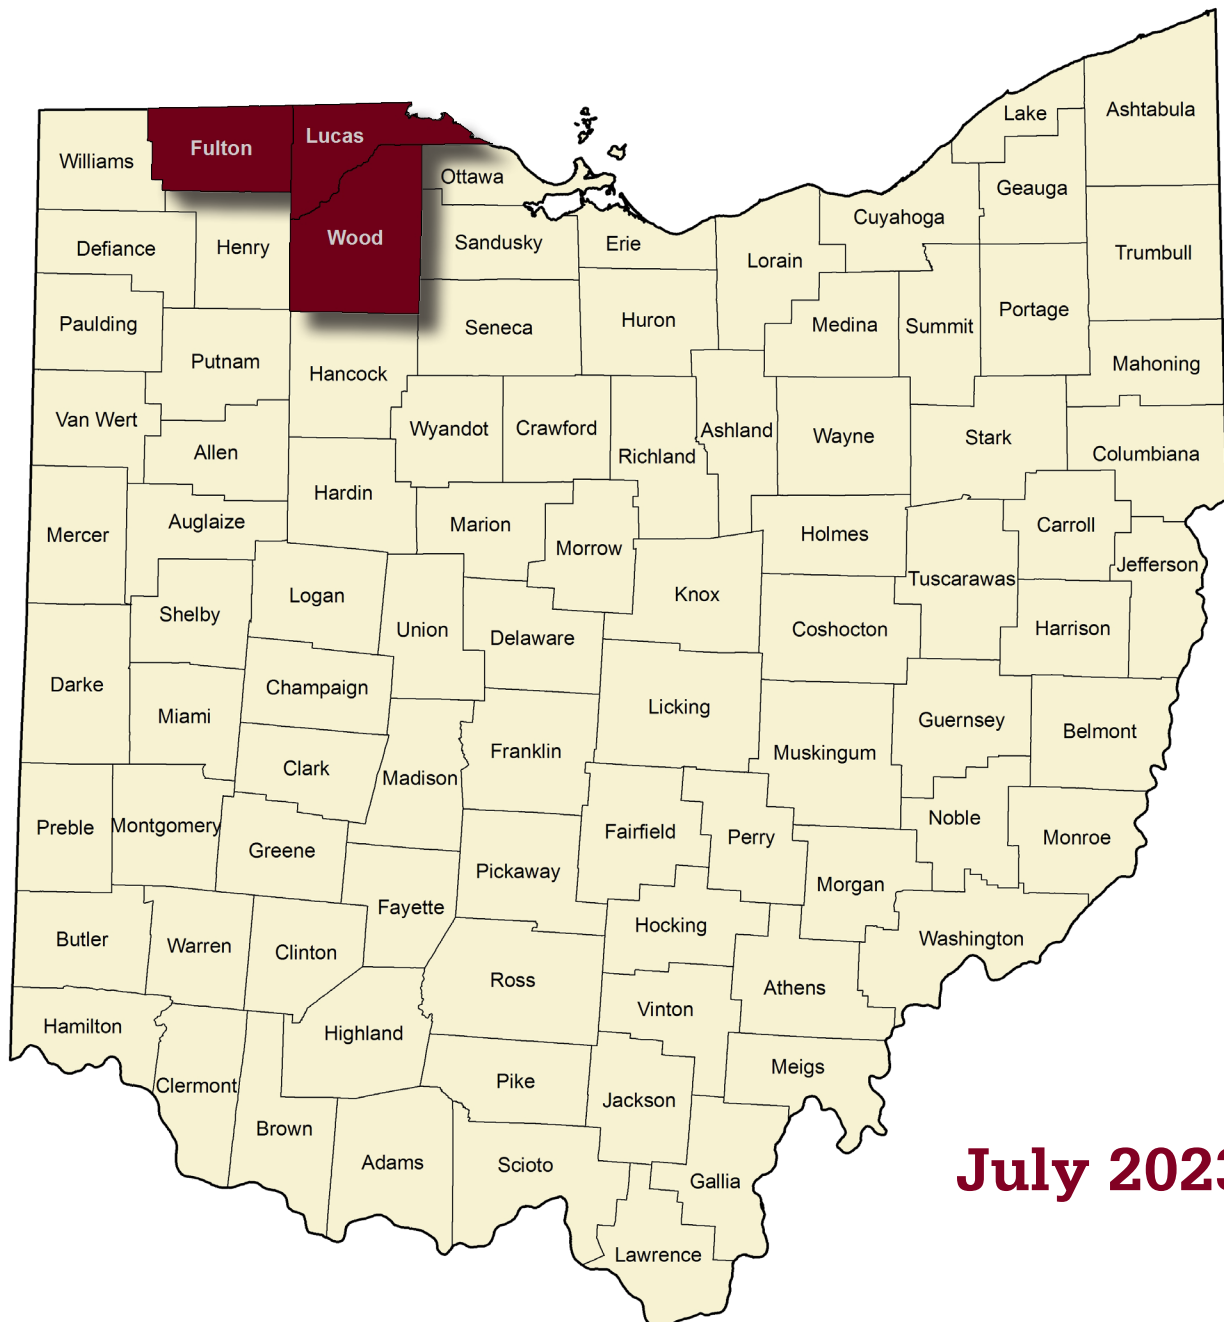 Lake
Ashtabula
Fulton
Lucas
Williams
Ottawa
Geauga
Cuyahoga
Wood
Defiance
Henry
Sandusky
Erie
Lorain
Trumbull
Paulding
Seneca
Huron
Medina
Summit
Portage
Putnam
Hancock
Mahoning
Van Wert
Wyandot
Crawford
Ashland
Wayne
Stark
Allen
Richland
Columbiana
Hardin
Mercer
Auglaize
Marion
Morrow
Holmes
Carroll
Jefferson
Logan
Knox
Tuscarawas
Shelby
Union
Delaware
Coshocton
Harrison
Darke
Champaign
Miami
Licking
Guernsey
Belmont
Franklin
Muskingum
Clark
Madison
Preble
Montgomery
Greene
Fairfield
Perry
Noble
Monroe
Pickaway
Morgan
Fayette
Butler
Warren
Clinton
Hocking
Washington
Ross
Athens
Vinton
Hamilton
Highland
Meigs
Clermont
Pike
Jackson
Brown
Adams
Scioto
Gallia
July 2023
Lawrence